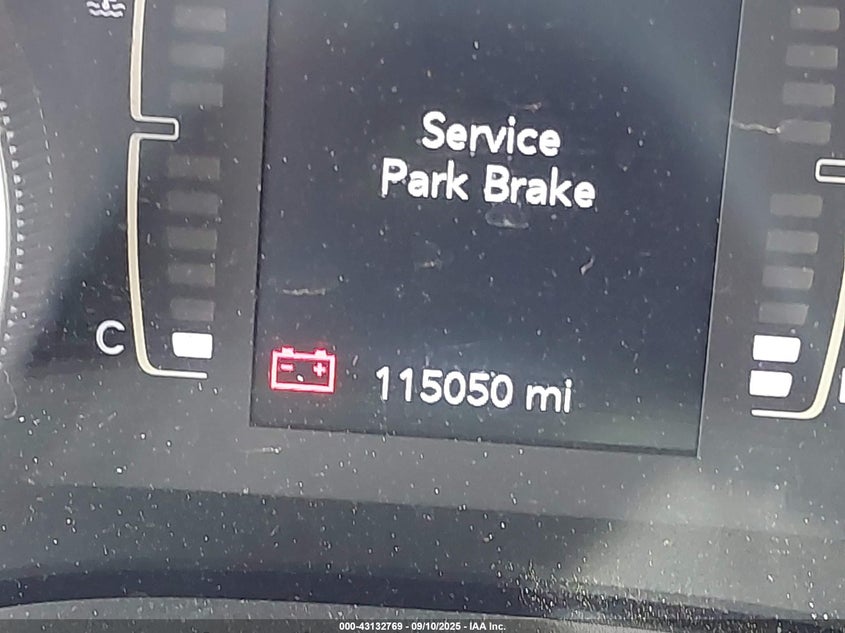 Service
Park Brake
C
- +
115050 mi
000-43132769 - 09/10/2025 - IAA Inc.